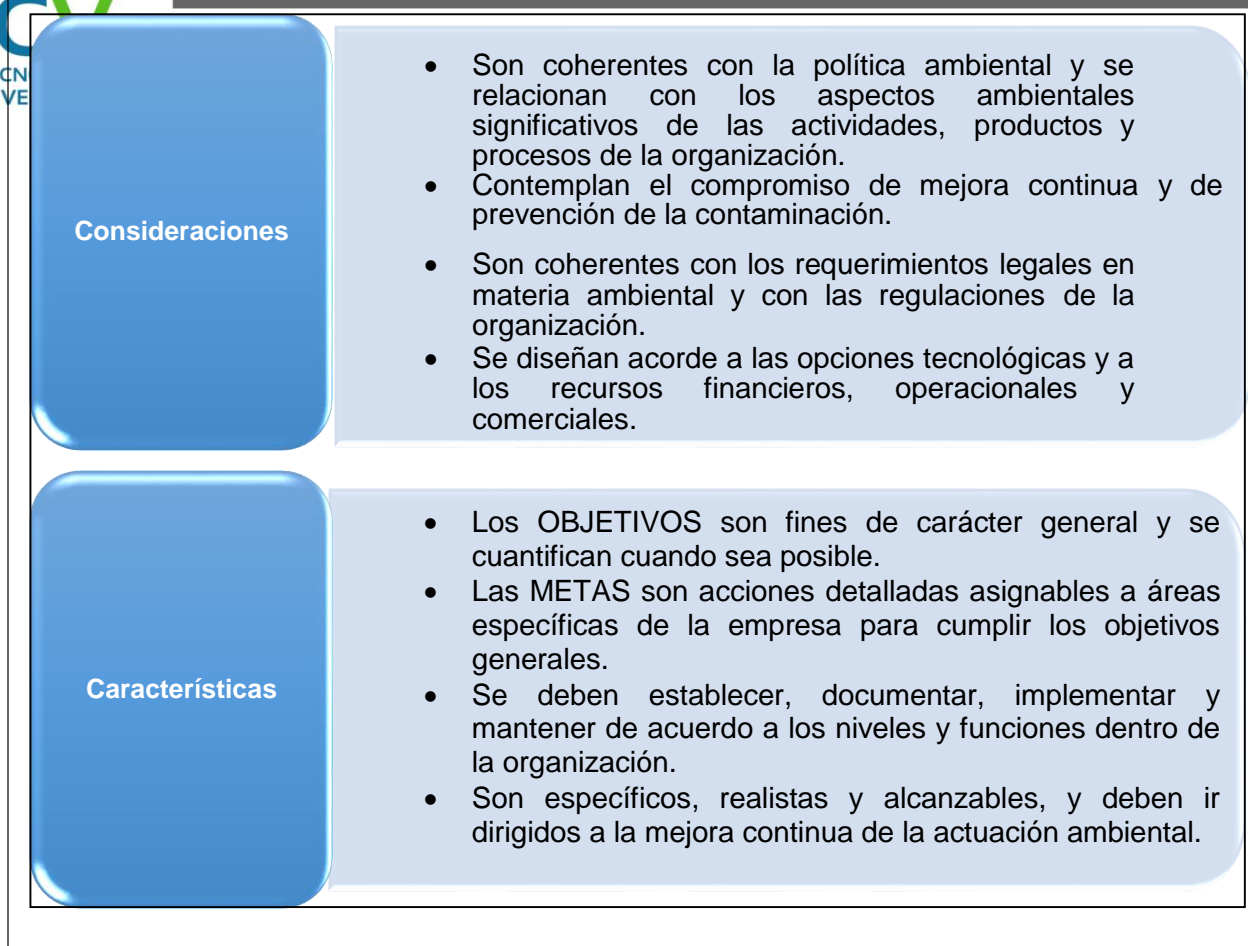 CN
VE
Consideraciones
• Son coherentes con la política ambiental y se
relacionan con los aspectos ambientales
significativos de las actividades, productos y
procesos de la organización.
• Contemplan el compromiso de mejora continua y de
prevención de la contaminación.
• Son coherentes con los requerimientos legales en
materia ambiental y con las regulaciones de la
organización.
• Se diseñan acorde a las opciones tecnológicas y a
los recursos financieros, operacionales y
comerciales.
Características
• Los OBJETIVOS son fines de carácter general y se
cuantifican cuando sea posible.
• Las METAS son acciones detalladas asignables a áreas
específicas de la empresa para cumplir los objetivos
generales.
• Se deben establecer, documentar, implementar y
mantener de acuerdo a los niveles y funciones dentro de
la organización.
• Son específicos, realistas y alcanzables, y deben ir
dirigidos a la mejora continua de la actuación ambiental.